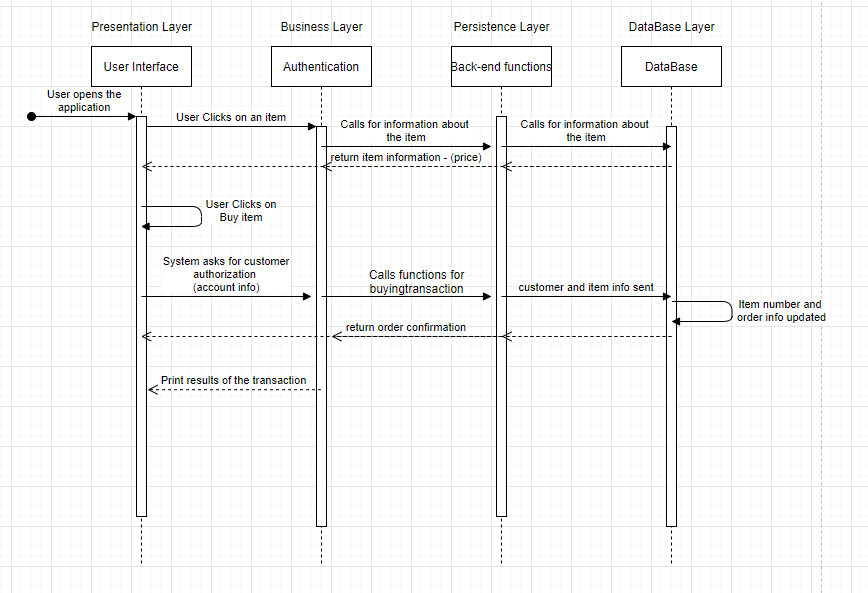 Presentation Layer
Business Layer
Persistence Layer
DataBase Layer
User Interface
Authentication
Back-end functions
DataBase
User opens the
application
User Clicks on an item
Calls for information about
the item
Calls for information about
the item
return item information - (price)
User Clicks on
Buy item
System asks for customer
authorization
(account info)
Calls functions for
buyingtransaction
customer and item info sent
Item number and
order info updated
return order confirmation
Print results of the transaction